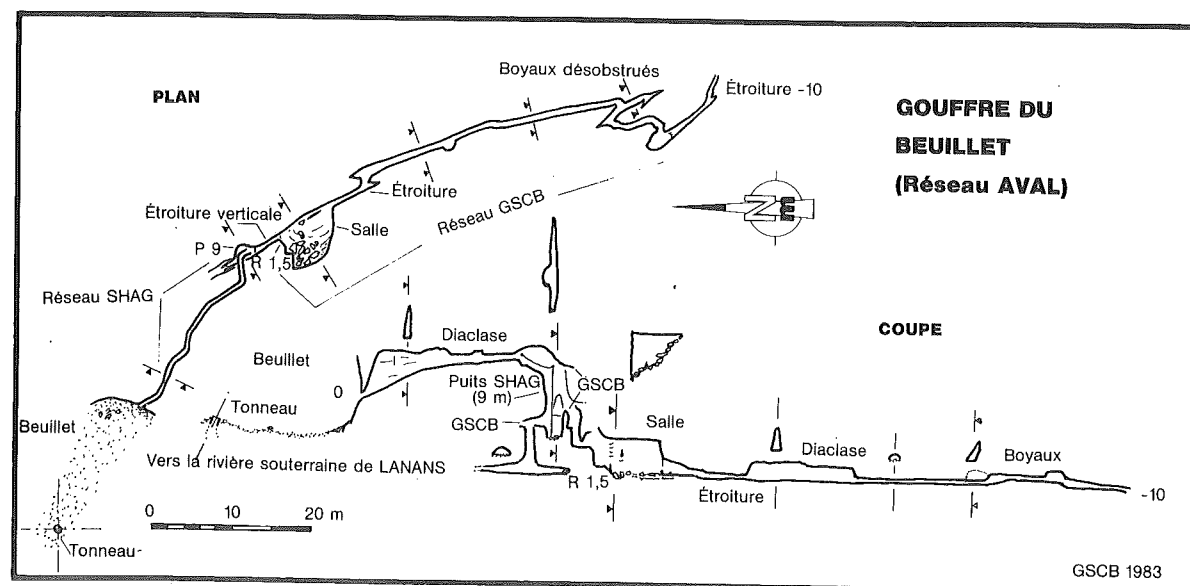 PLAN
Boyaux désobstrués
Étroiture -10
GOUFFRE DU
BEUILLET
(Réseau AVAL)
Étroiture
Étroiture verticale
Réseau GSCB
Salle
P 9
R 1,5
NE
Réseau SHAG
COUPE
Beuillet
Diaclase
0
Puits SHAG
(9 m)
GSCB
Tonneau
GSCB
Salle
Beuillet
Diaclase
Boyaux
Vers la rivière souterraine de LANANS
R 1,5
Étroiture
-10
0 10 20 m
Tonneau
GSCB 1983